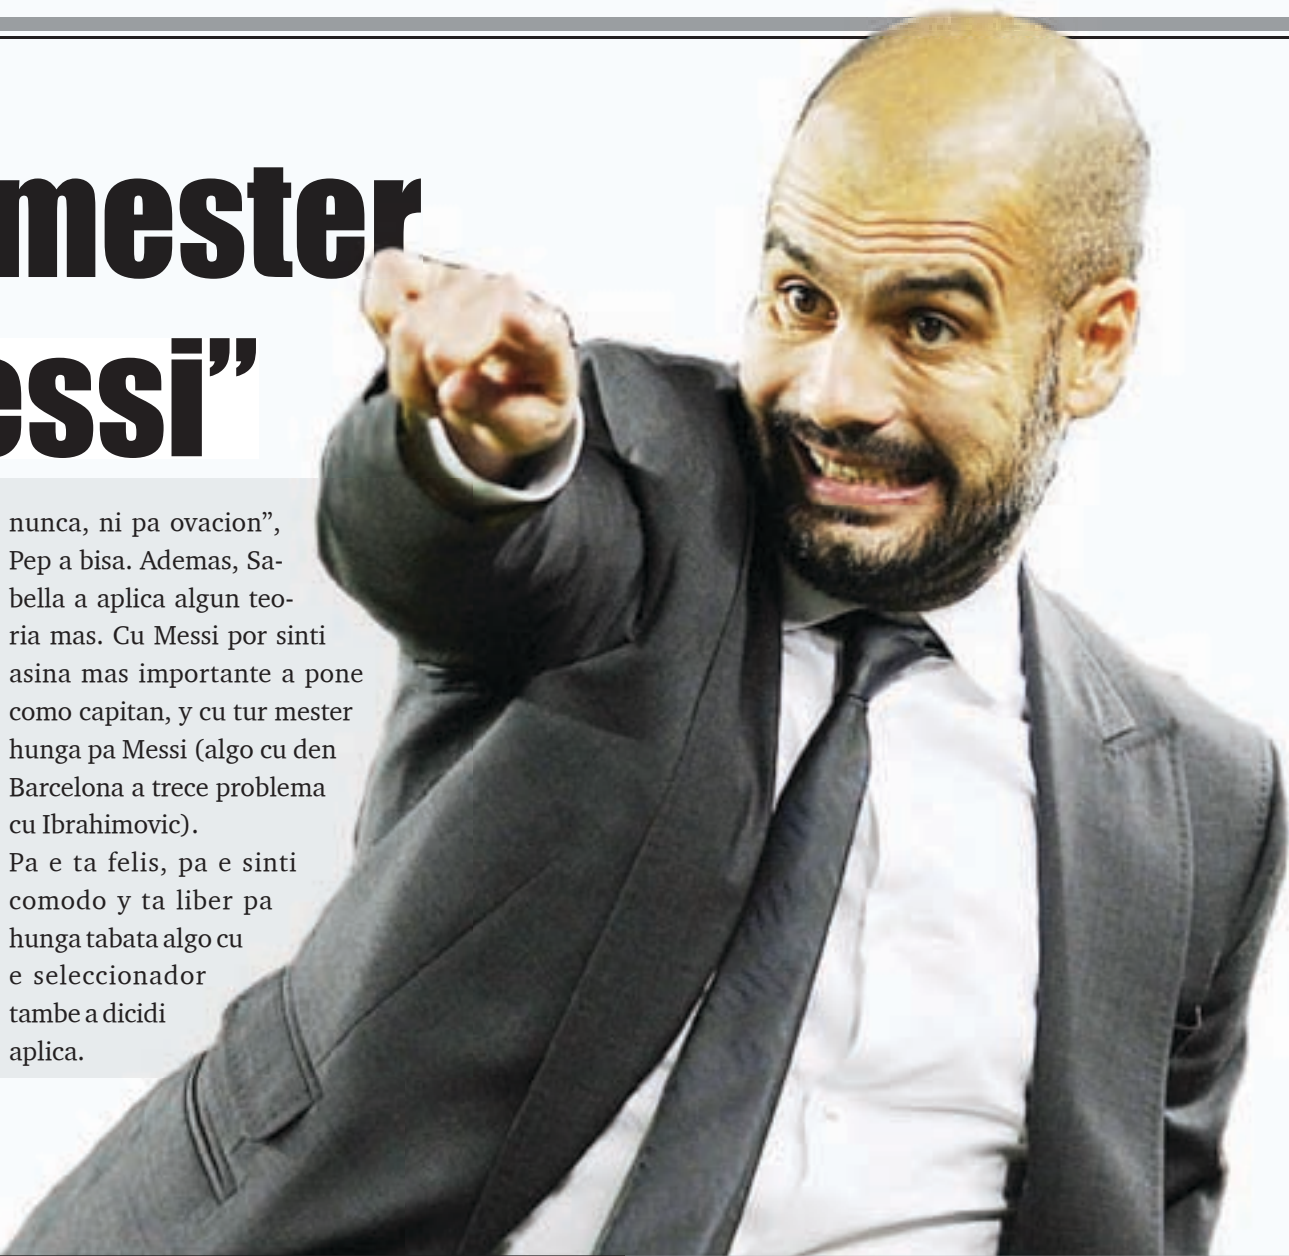 mester
essi”
nunca, ni pa ovacion”,
Pep a bisa. Ademas, Sa-
bella a aplica algun teo-
ria mas. Cu Messi por sinti
asina mas importante a pone
como capitan, y cu tur mester
hunga pa Messi (algo cu den
Barcelona a trece problema
cu Ibrahimovic).
Pa e ta felis, pa e sinti
comodo y ta liber pa
hunga tabata algo cu
e seleccionador
tambe a dicidi
aplica.